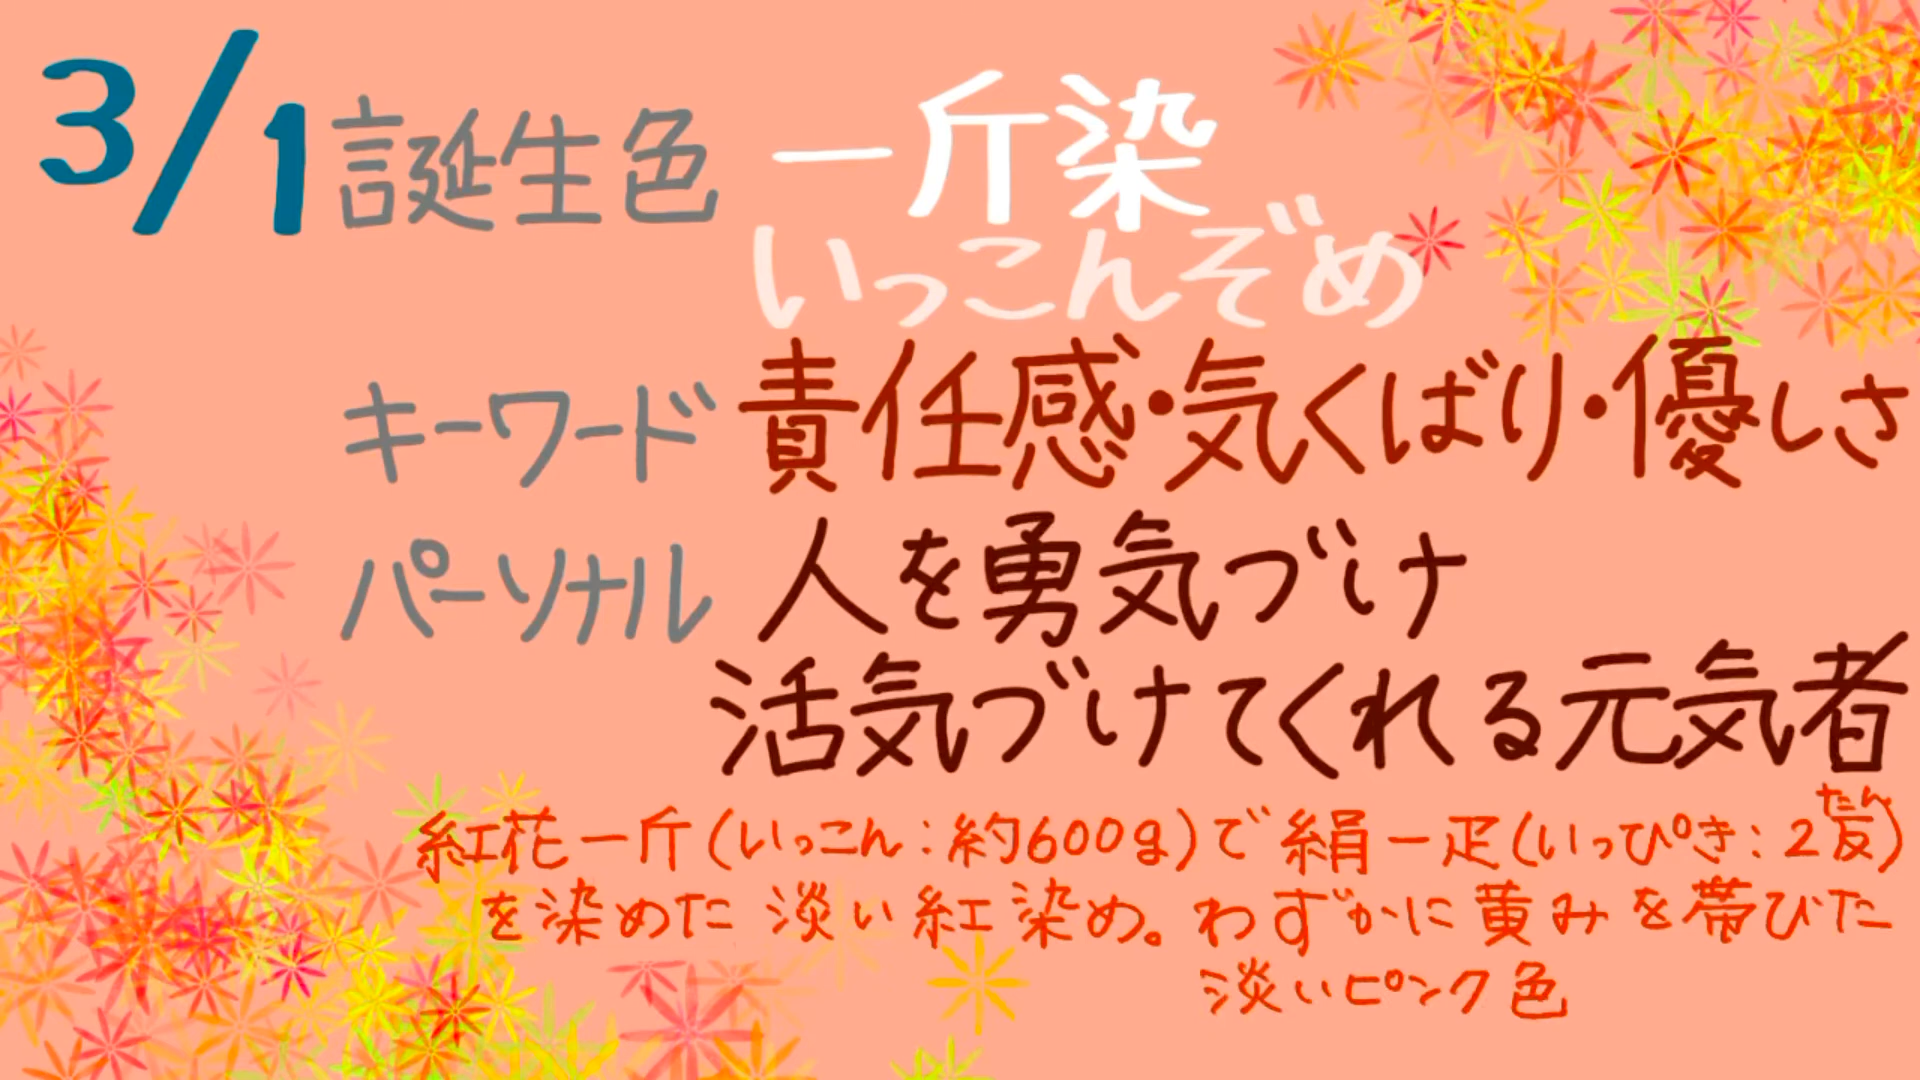 3/1 誕生色 一斤染
いっこんぞめ
キーワード 責任感・気くばり・優しさ
パーソナル 人を勇気づけ
活気づけてくれる元気者
たん
紅花一斤(いっこん:約600g)で絹一疋(いっぴき:2反)
を染めた 淡い紅染め。わずかに黄みを帯びた
淡いピンク色